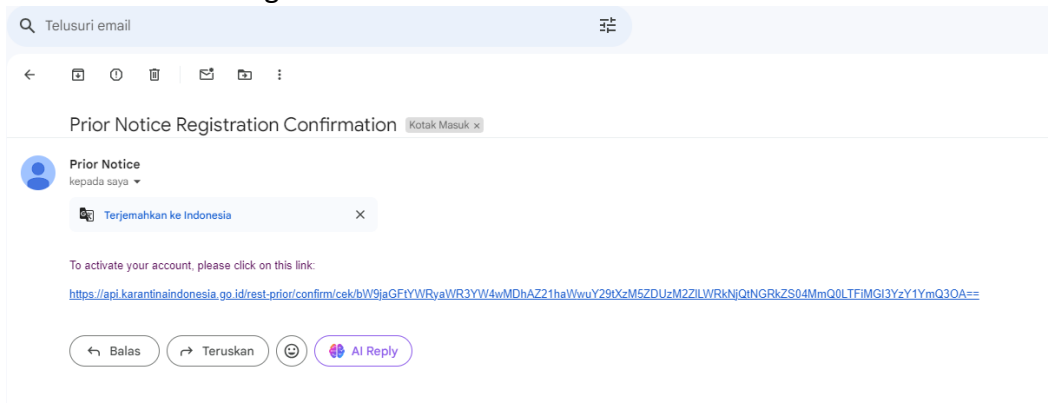 Telusuri email
Prior Notice Registration Confirmation Kotak Masuk x
Prior Notice
kepada saya
Terjemahkan ke Indonesia
To activate your account, please click on this link:
https://api.karantinaindonesia.go.id/rest-prior/confirm/cek/bW9jaGFtYWRyaWR3YW4wMDhAZ21haWwuY29tXzM5ZDUzM2ZlLWRkNjQtNGRkZS04MmQ0LTFiMGI3YzY1YmQ3OA==
Balas
Teruskan
AI Reply